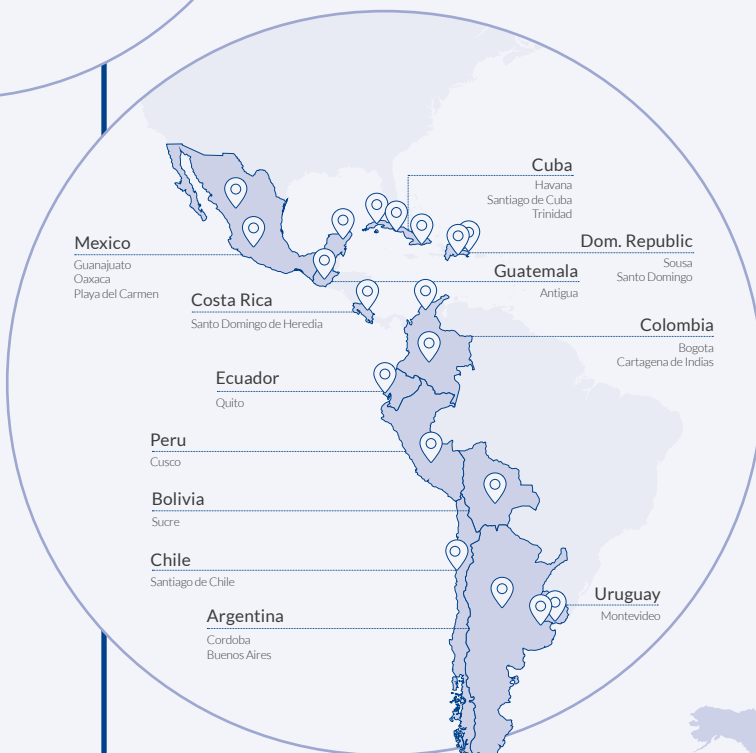 Cuba
Havana
Santiago de Cuba
Trinidad
Mexico
Guanajuato
Oaxaca
Playa del Carmen
Dom. Republic
Sousa
Santo Domingo
Guatemala
Antigua
Costa Rica
Santo Domingo de Heredia
Colombia
Bogota
Cartagena de Indias
Ecuador
Quito
Peru
Cusco
Bolivia
Sucre
Chile
Santiago de Chile
Uruguay
Montevideo
Argentina
Cordoba
Buenos Aires